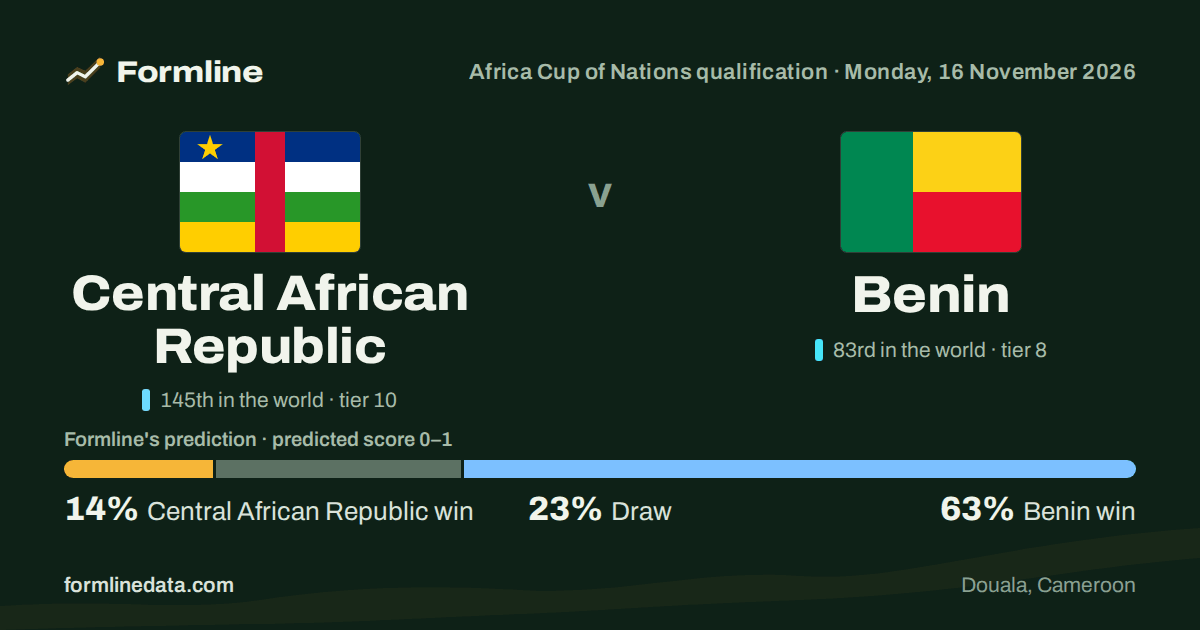 Formline
Africa Cup of Nations qualification · Monday, 16 November 2026
v
Central African
Republic
145th in the world · tier 10
Benin
83rd in the world · tier 8
Formline's prediction · predicted score 0–1
14% Central African Republic win
23% Draw
63% Benin win
formlinedata.com
Douala, Cameroon